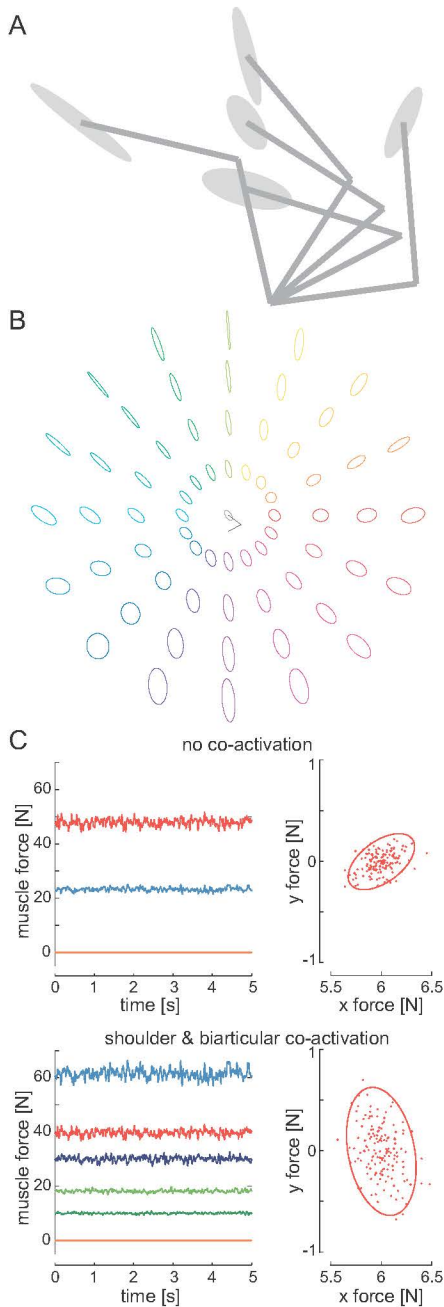 A
B
C
no co-activation
muscle force [N]
60
40
20
0
0 1 2 3 4 5
time [s]
y force [N]
1
0
-1
5.5 6 6.5
x force [N]
shoulder & biarticular co-activation
muscle force [N]
60
40
20
0
0 1 2 3 4 5
time [s]
y force [N]
1
0
-1
5.5 6 6.5
x force [N]